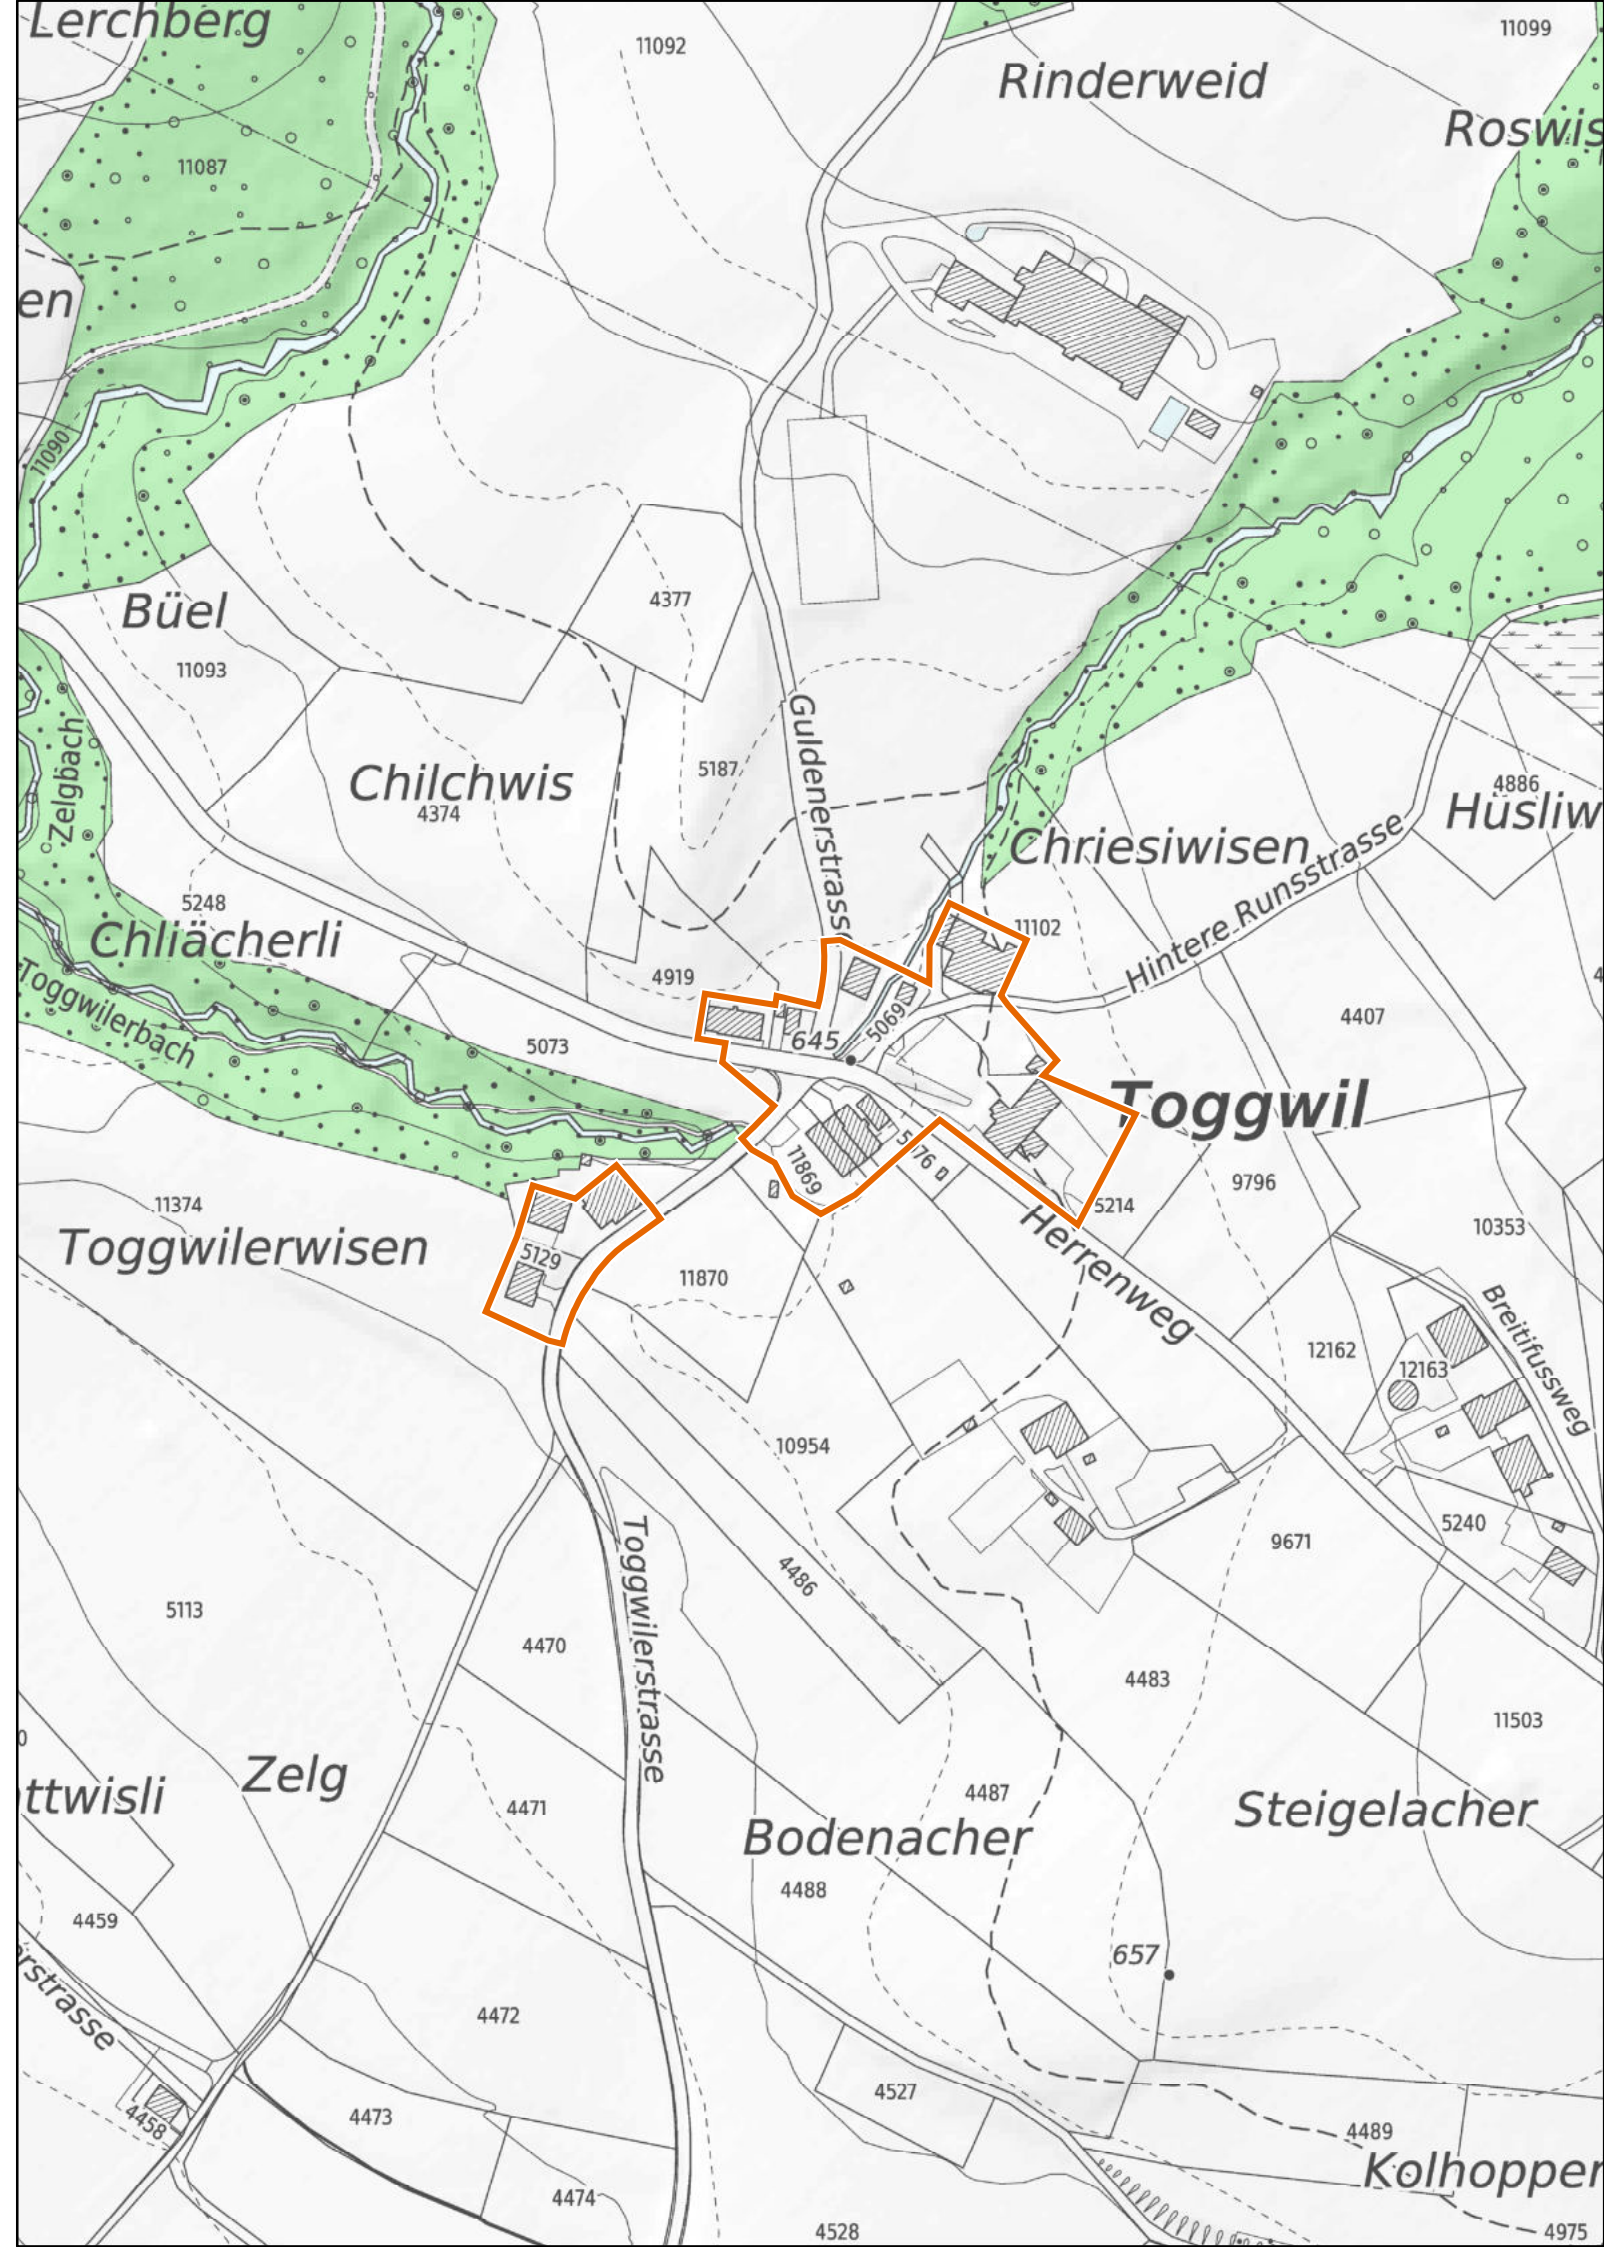 Lerchberg
11092
11099
Rinderweid
Roswis
11087
en
11090
4377
Büel
11093
Guldenerstrasse
Zelgbach
5187
Chilchwis
4374
4886
Hüsliw
Chriesiwisen
Hintere Runsstrasse
5248
Chliächerli
11102
4919
Toggwilerbach
4407
5069
645
5073
Toggwil
5176
11869
9796
11374
5214
10353
Toggwilerwisen
5129
Herrenweg
11870
Breitifussweg
12162
12163
10954
5240
9671
4486
Toggwilerstrasse
5113
4470
4483
11503
0
Zelg
ttwisli
4487
4471
Steigelacher
Bodenacher
4488
4459
657
rstrasse
4472
4527
4458
4473
4489
Kolhopper
4474
4528
4975